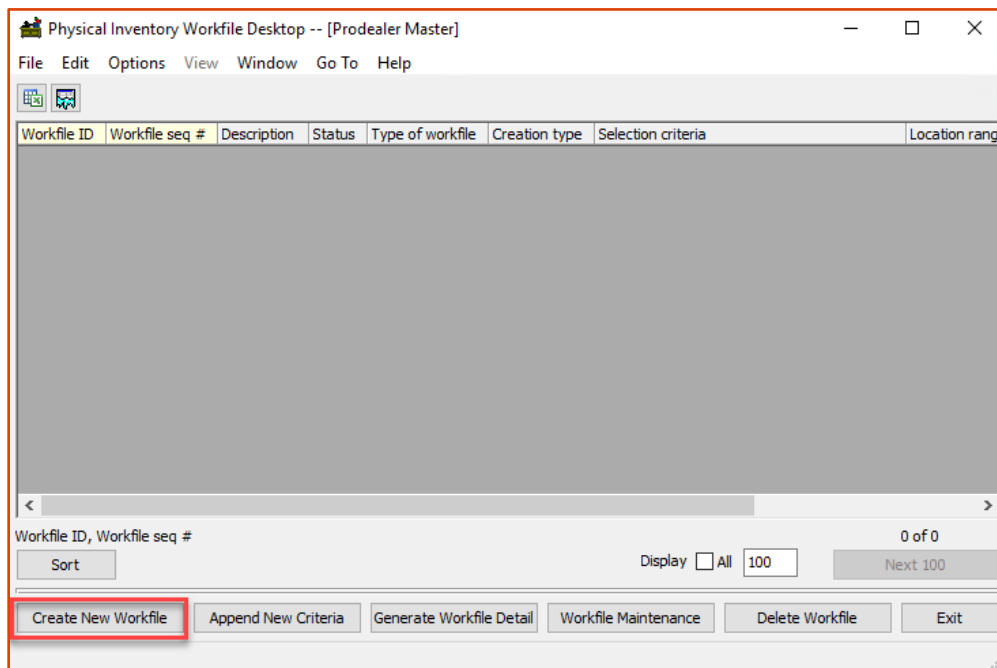 Physical Inventory Workfile Desktop -- [Prodealer Master]
File Edit Options View Window Go To Help
Workfile ID Workfile seq # Description Status Type of workfile Creation type Selection criteria Location rang
Workfile ID, Workfile seq # 0 of 0
Sort Display All 100 Next 100
Create New Workfile Append New Criteria Generate Workfile Detail Workfile Maintenance Delete Workfile Exit